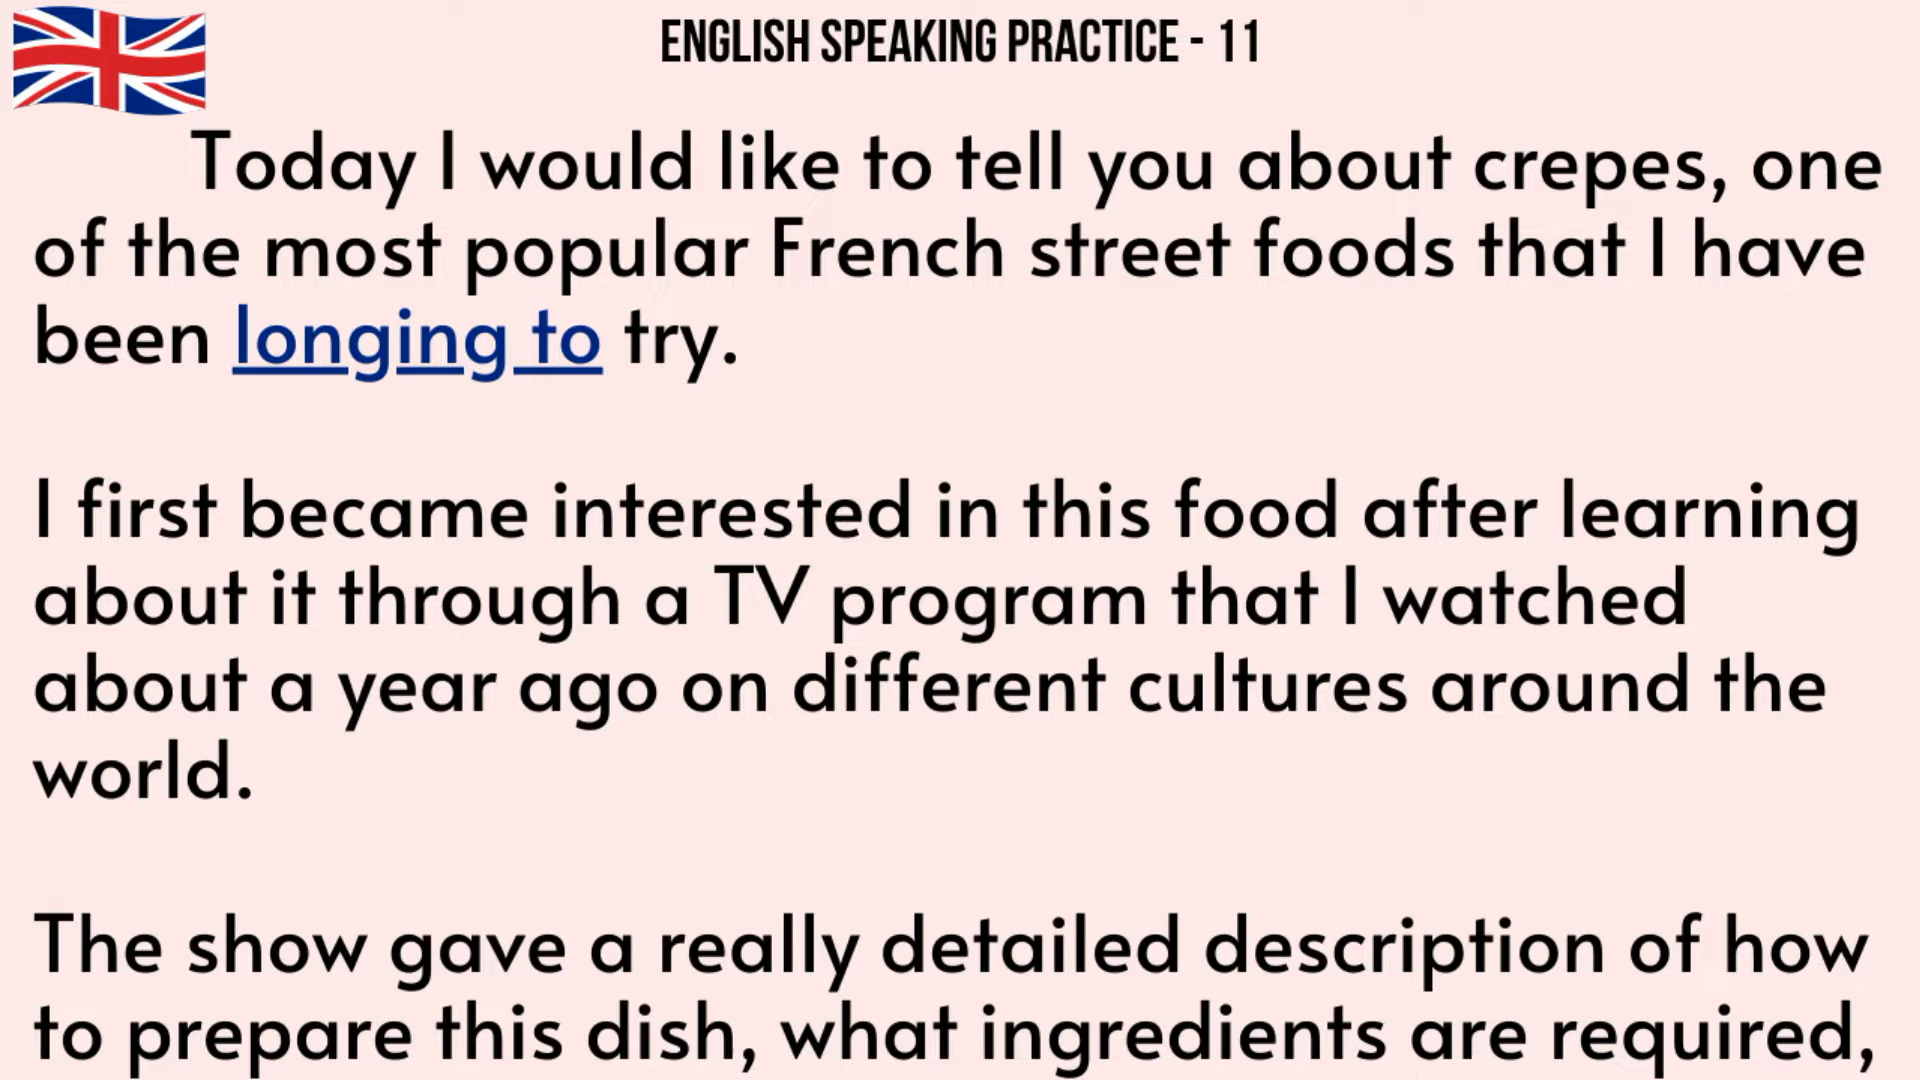 ENGLISH SPEAKING PRACTICE - 11
Today I would like to tell you about crepes, one
of the most popular French street foods that I have
been longing to try.
I first became interested in this food after learning
about it through a TV program that I watched
about a year ago on different cultures around the
world.
The show gave a really detailed description of how
to prepare this dish, what ingredients are required,